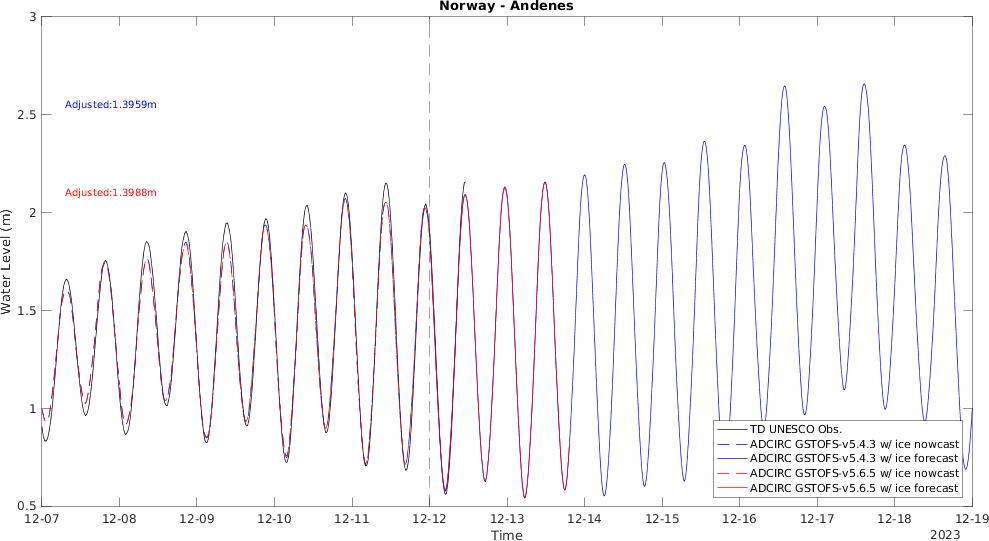 Norway - Andenes
3
2.5
2
1.5
1
0.5
Water Level (m)
Adjusted:1.3959m
Adjusted:1.3988m
TD UNESCO Obs.
ADCIRC GSTOFS-v5.4.3 w/ ice nowcast
ADCIRC GSTOFS-v5.4.3 w/ ice forecast
ADCIRC GSTOFS-v5.6.5 w/ ice nowcast
ADCIRC GSTOFS-v5.6.5 w/ ice forecast
12-07 12-08 12-09 12-10 12-11 12-12 12-13 12-14 12-15 12-16 12-17 12-18 12-19
Time
2023